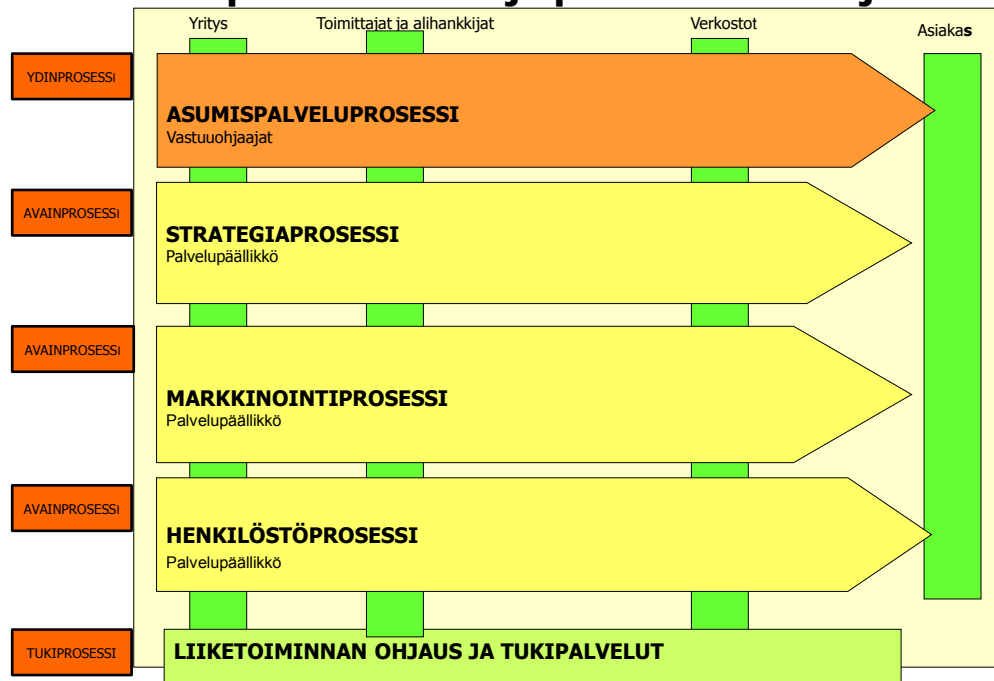 Yritys
Toimittajat ja alihankkijat
Verkostot
Asiakas
YDINPROSESSI
ASUMISPALVELUPROSESSI
Vastuuohjaajat
AVAINPROSESSI
STRATEGIAPROSESSI
Palvelupäällikkö
AVAINPROSESSI
MARKKINOINTIPROSESSI
Palvelupäällikkö
AVAINPROSESSI
HENKILÖSTÖPROSESSI
Palvelupäällikkö
TUKIPROSESSI
LIIKETOIMINNAN OHJAUS JA TUKIPALVELUT